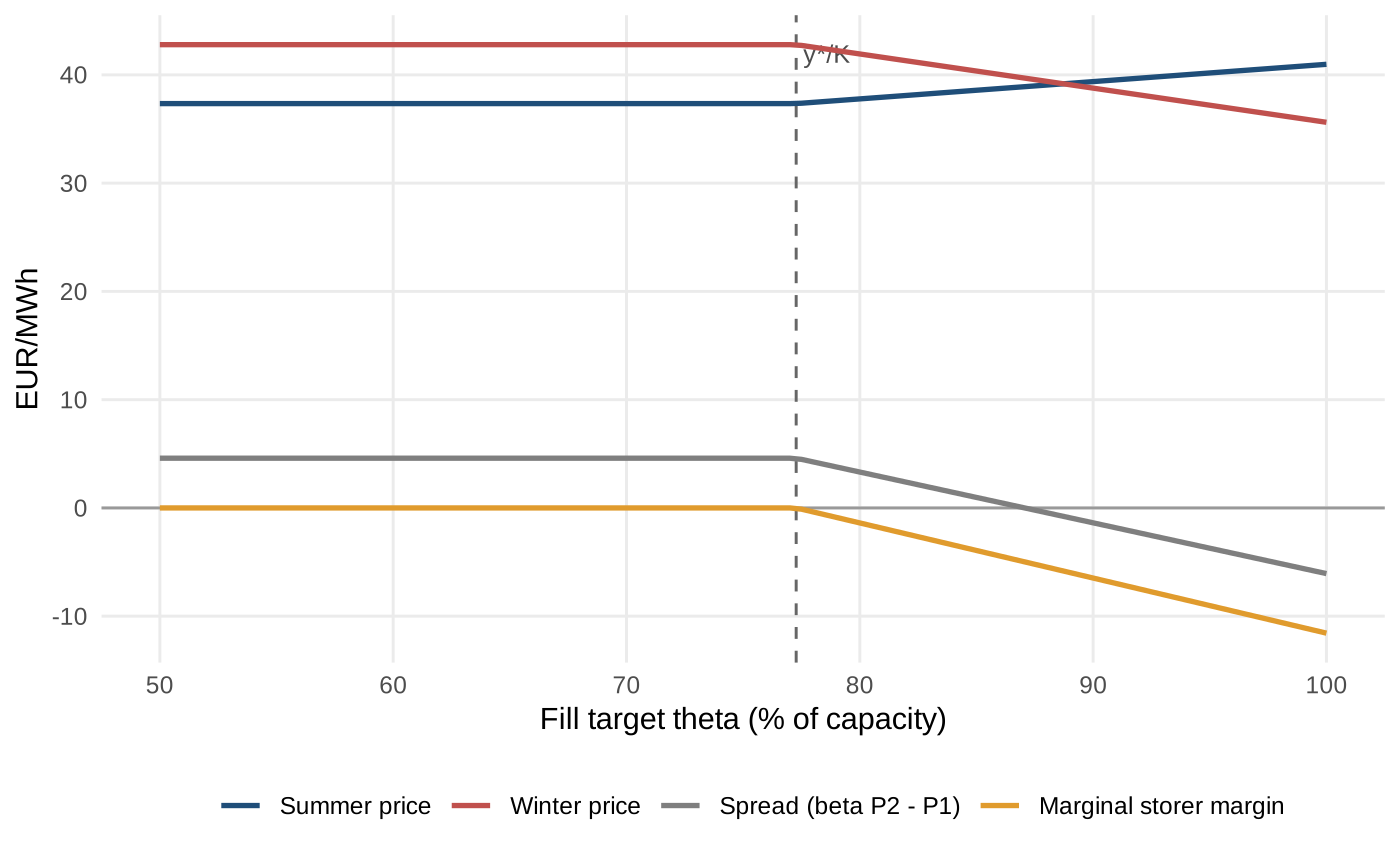 y*/K
40
30
20
10
0
-10
EUR/MWh
50 60 70 80 90 100
Fill target theta (% of capacity)
Summer price Winter price Spread (beta P2 - P1) Marginal storer margin